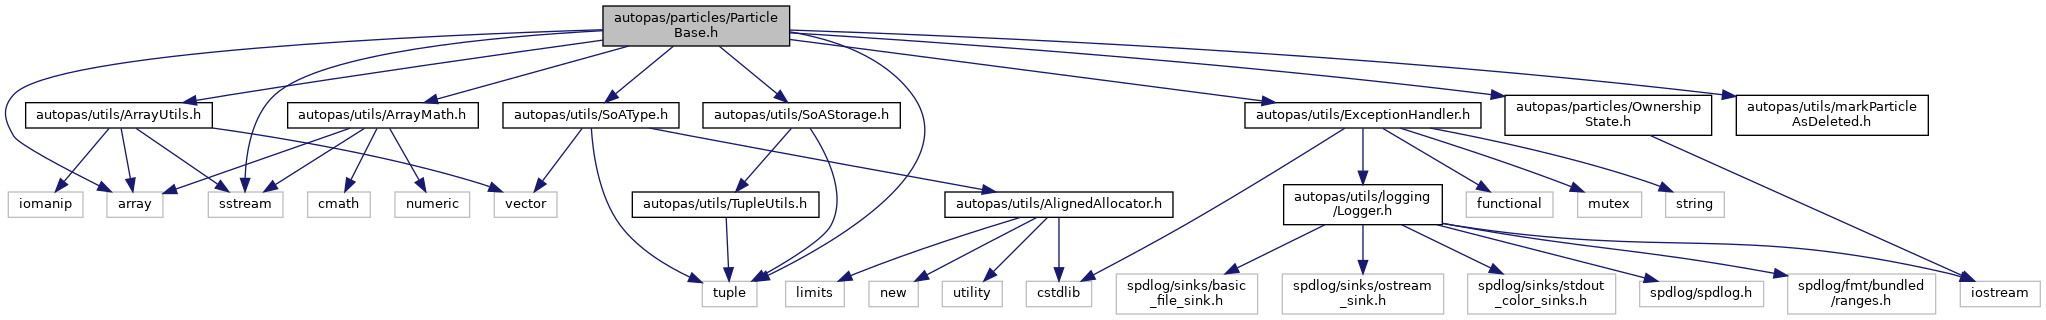 autopas/particles/Particle
Base.h
autopas/utils/ArrayUtils.h
autopas/utils/ArrayMath.h
autopas/utils/SoAType.h
autopas/utils/SoAStorage.h
autopas/utils/ExceptionHandler.h
autopas/particles/Ownership
State.h
autopas/utils/markParticle
AsDeleted.h
iomanip
array
sstream
cmath
numeric
vector
autopas/utils/TupleUtils.h
autopas/utils/AlignedAllocator.h
autopas/utils/logging
/Logger.h
functional
mutex
string
tuple
limits
new
utility
cstdlib
spdlog/sinks/basic
_file_sink.h
spdlog/sinks/ostream
_sink.h
spdlog/sinks/stdout
_color_sinks.h
spdlog/spdlog.h
spdlog/fmt/bundled
/ranges.h
iostream